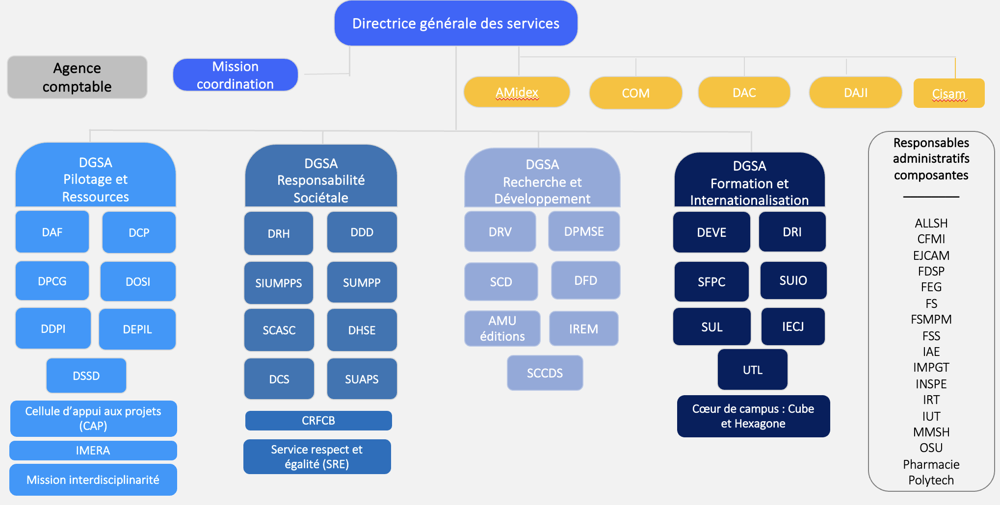 Directrice générale des services
Agence
comptable
Mission
coordination
AMidex
COM
DAC
DAJI
Cisam
DGSA
Pilotage et
Ressources
DAF
DCP
DPCG
DOSI
DDPI
DEPIL
DSSD
Cellule d’appui aux projets
(CAP)
IMERA
Mission interdisciplinarité
DGSA
Responsabilité
Sociétale
DRH
DDD
SIUMPPS
SUMPP
SCASC
DHSE
DCS
SUAPS
CRFCB
Service respect et
égalité (SRE)
DGSA
Recherche et
Développement
DRV
DPMSE
SCD
DFD
AMU
éditions
IREM
SCCDS
DGSA
Formation et
Internationalisation
DEVE
DRI
SFPC
SUIO
SUL
IECJ
UTL
Cœur de campus : Cube
et Hexagone
Responsables
administratifs
composantes
ALLSH
CFMI
EJCAM
FDSP
FEG
FS
FSMPM
FSS
IAE
IMPGT
INSPE
IRT
IUT
MMSH
OSU
Pharmacie
Polytech